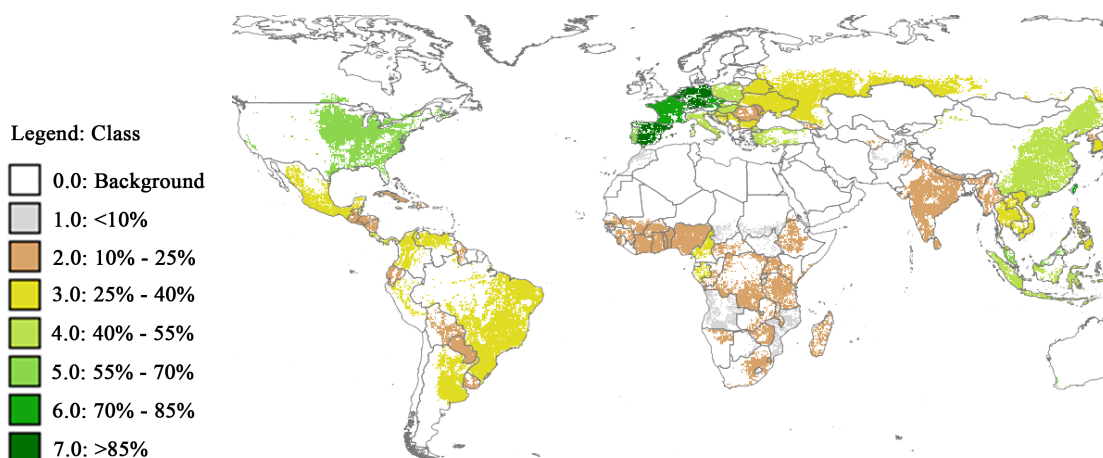 Legend: Class
0.0: Background
1.0: <10%
2.0: 10% - 25%
3.0: 25% - 40%
4.0: 40% - 55%
5.0: 55% - 70%
6.0: 70% - 85%
7.0: >85%